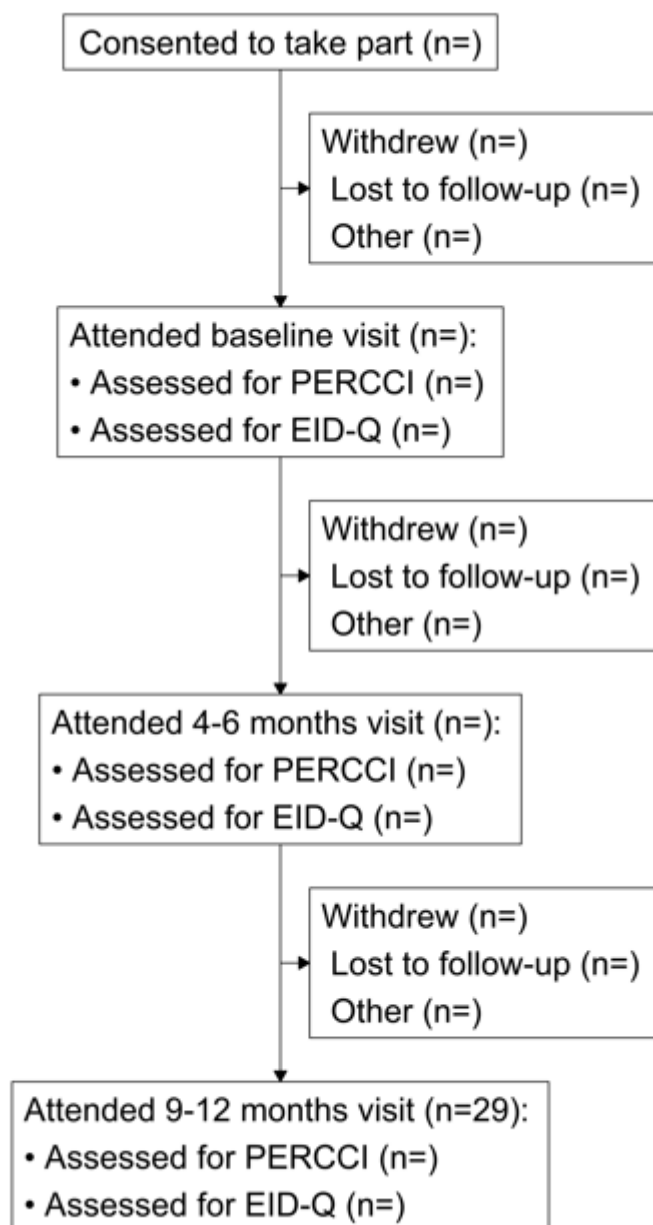 Consented to take part (n=)
Withdrew (n=)
Lost to follow-up (n=)
Other (n=)
Attended baseline visit (n=):
• Assessed for PERCCI (n=)
• Assessed for EID-Q (n=)
Withdrew (n=)
Lost to follow-up (n=)
Other (n=)
Attended 4-6 months visit (n=):
• Assessed for PERCCI (n=)
• Assessed for EID-Q (n=)
Withdrew (n=)
Lost to follow-up (n=)
Other (n=)
Attended 9-12 months visit (n=29):
• Assessed for PERCCI (n=)
• Assessed for EID-Q (n=)